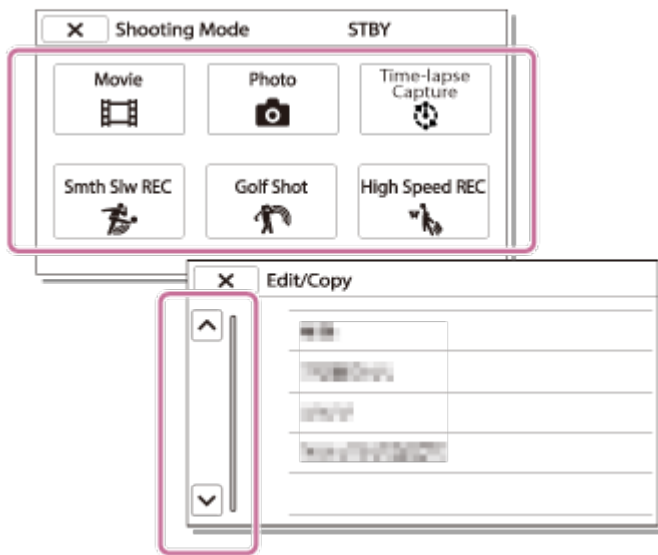 Shooting Mode STBY
Movie Photo Time-lapse Capture
Smth Slw REC Golf Shot High Speed REC
Edit/Copy